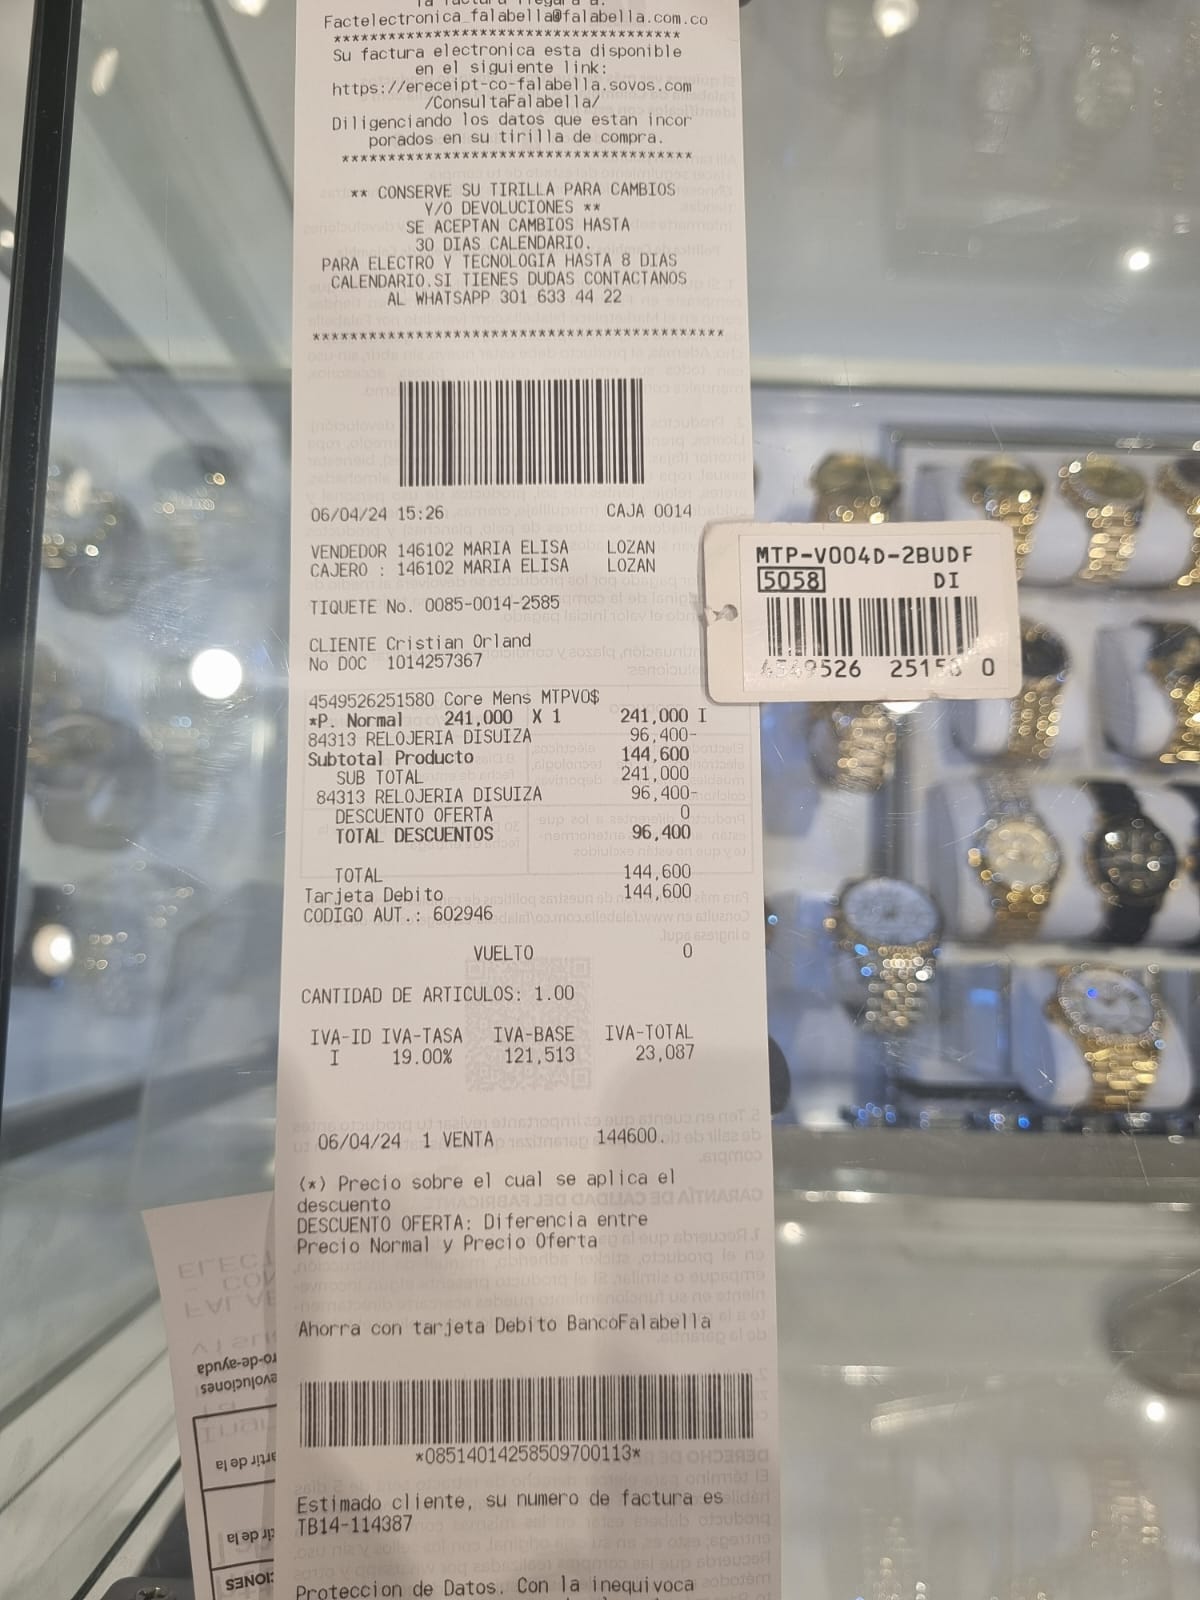 Factelectronica_falabella@falabella.com.co
**************************************
Su factura electronica esta disponible
en el siguiente link:
https://ereceipt-co-falabella.sovos.com
/ConsultaFalabella/
Diligenciando los datos que estan incor
porados en su tirilla de compra.
**************************************
** CONSERVE SU TIRILLA PARA CAMBIOS
Y/O DEVOLUCIONES **
SE ACEPTAN CAMBIOS HASTA
30 DIAS CALENDARIO.
PARA ELECTRO Y TECNOLOGIA HASTA 8 DIAS
CALENDARIO.SI TIENES DUDAS CONTACTANOS
AL WHATSAPP 301 633 44 22
********************************************
06/04/24 15:26 CAJA 0014
VENDEDOR 146102 MARIA ELISA LOZAN
CAJERO : 146102 MARIA ELISA LOZAN
TIQUETE No. 0085-0014-2585
CLIENTE Cristian Orland
No DOC 1014257367
4549526251580 Core Mens MTPVO$
*P. Normal 241,000 X 1 241,000 I
84313 RELOJERIA DISUIZA 96,400-
Subtotal Producto 144,600
SUB TOTAL 241,000
84313 RELOJERIA DISUIZA 96,400-
DESCUENTO OFERTA 0
TOTAL DESCUENTOS 96,400
TOTAL 144,600
Tarjeta Debito 144,600
CODIGO AUT.: 602946
VUELTO 0
CANTIDAD DE ARTICULOS: 1.00
IVA-ID IVA-TASA IVA-BASE IVA-TOTAL
I 19.00% 121,513 23,087
06/04/24 1 VENTA 144600.
(*) Precio sobre el cual se aplica el
descuento
DESCUENTO OFERTA: Diferencia entre
Precio Normal y Precio Oferta
Ahorra con tarjeta Debito BancoFalabella
*08514014258509700113*
Estimado cliente, su numero de factura es
TB14-114387
Proteccion de Datos. Con la inequivoca
MTP-V004D-2BUDF
5058 DI
4549526 251580 0